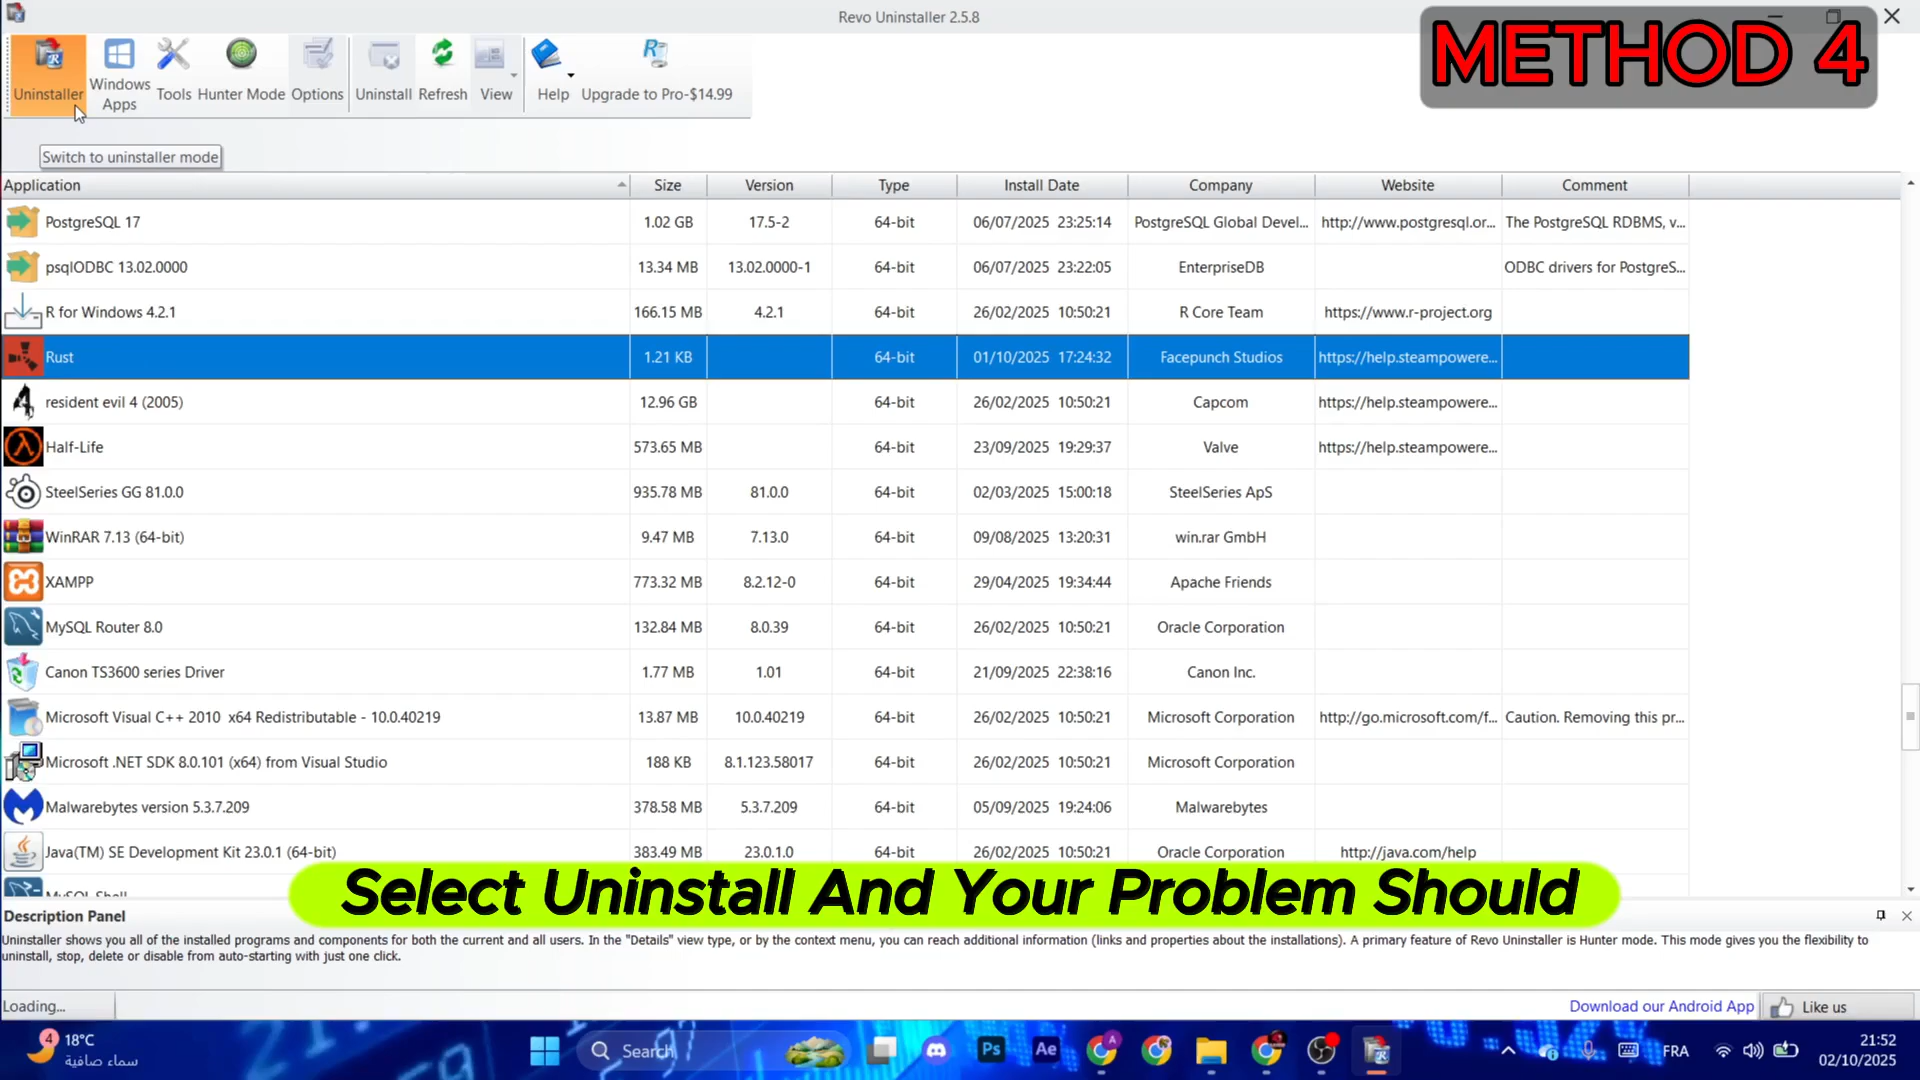 Revo Uninstaller 2.5.8
METHOD 4
Uninstaller
Windows Apps
Tools
Hunter Mode
Options
Uninstall
Refresh
View
Help
Upgrade to Pro-$14.99
Switch to uninstaller mode
Application Size Version Type Install Date Company Website Comment
PostgreSQL 17 1.02 GB 17.5-2 64-bit 06/07/2025 23:25:14 PostgreSQL Global Devel... http://www.postgresql.or... The PostgreSQL RDBMS, v...
psqlODBC 13.02.0000 13.34 MB 13.02.0000-1 64-bit 06/07/2025 23:22:05 EnterpriseDB ODBC drivers for PostgreS...
R for Windows 4.2.1 166.15 MB 4.2.1 64-bit 26/02/2025 10:50:21 R Core Team https://www.r-project.org
Rust 1.21 KB 64-bit 01/10/2025 17:24:32 Facepunch Studios https://help.steampowere...
resident evil 4 (2005) 12.96 GB 64-bit 26/02/2025 10:50:21 Capcom https://help.steampowere...
Half-Life 573.65 MB 64-bit 23/09/2025 19:29:37 Valve https://help.steampowere...
SteelSeries GG 81.0.0 935.78 MB 81.0.0 64-bit 02/03/2025 15:00:18 SteelSeries ApS
WinRAR 7.13 (64-bit) 9.47 MB 7.13.0 64-bit 09/08/2025 13:20:31 win.rar GmbH
XAMPP 773.32 MB 8.2.12-0 64-bit 29/04/2025 19:34:44 Apache Friends
MySQL Router 8.0 132.84 MB 8.0.39 64-bit 26/02/2025 10:50:21 Oracle Corporation
Canon TS3600 series Driver 1.77 MB 1.01 64-bit 21/09/2025 22:38:16 Canon Inc.
Microsoft Visual C++ 2010 x64 Redistributable - 10.0.40219 13.87 MB 10.0.40219 64-bit 26/02/2025 10:50:21 Microsoft Corporation http://go.microsoft.com/f... Caution. Removing this pr...
Microsoft .NET SDK 8.0.101 (x64) from Visual Studio 188 KB 8.1.123.58017 64-bit 26/02/2025 10:50:21 Microsoft Corporation
Malwarebytes version 5.3.7.209 378.58 MB 5.3.7.209 64-bit 05/09/2025 19:24:06 Malwarebytes
Java(TM) SE Development Kit 23.0.1 (64-bit) 383.49 MB 23.0.1.0 64-bit 26/02/2025 10:50:21 Oracle Corporation http://java.com/help
MySQL Shell
Select Uninstall And Your Problem Should
Description Panel
Uninstaller shows you all of the installed programs and components for both the current and all users. In the "Details" view type, or by the context menu, you can reach additional information (links and properties about the installations). A primary feature of Revo Uninstaller is Hunter mode. This mode gives you the flexibility to
uninstall, stop, delete or disable from auto-starting with just one click.
Loading...
Download our Android App
Like us
4
18°C
سماء صافية
Search
Ps
Ae
A
FRA
21:52
02/10/2025